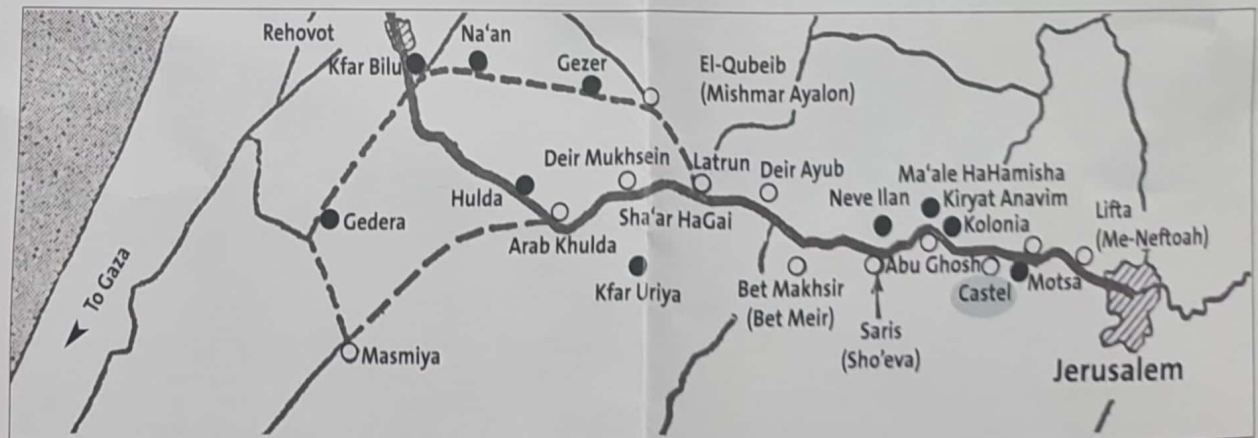 Rehovot
Na'an
Kfar Bilu
Gezer
El-Qubeib
(Mishmar Ayalon)
Deir Mukhsein
Latrun
Deir Ayub
Ma'ale HaHamisha
Hulda
Neve Ilan
Kiryat Anavim
Gedera
Sha'ar HaGai
Kolonia
Lifta
(Me-Neftoah)
Arab Khulda
Abu Ghosh
To Gaza
Kfar Uriya
Bet Makhsir
(Bet Meir)
Castel
Motsa
Saris
(Sho'eva)
Masmiya
Jerusalem